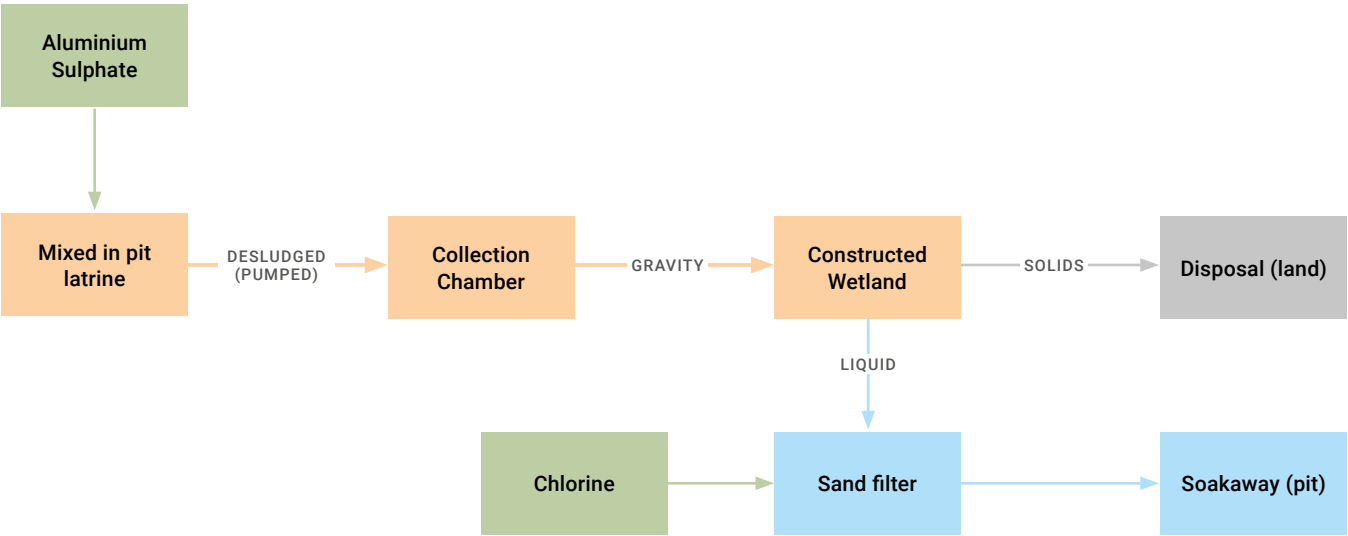 Aluminium
Sulphate
Mixed in pit
latrine
DESLUDGED
(PUMPED)
Collection
Chamber
GRAVITY
Constructed
Wetland
SOLIDS
Disposal (land)
LIQUID
Chlorine
Sand filter
Soakaway (pit)